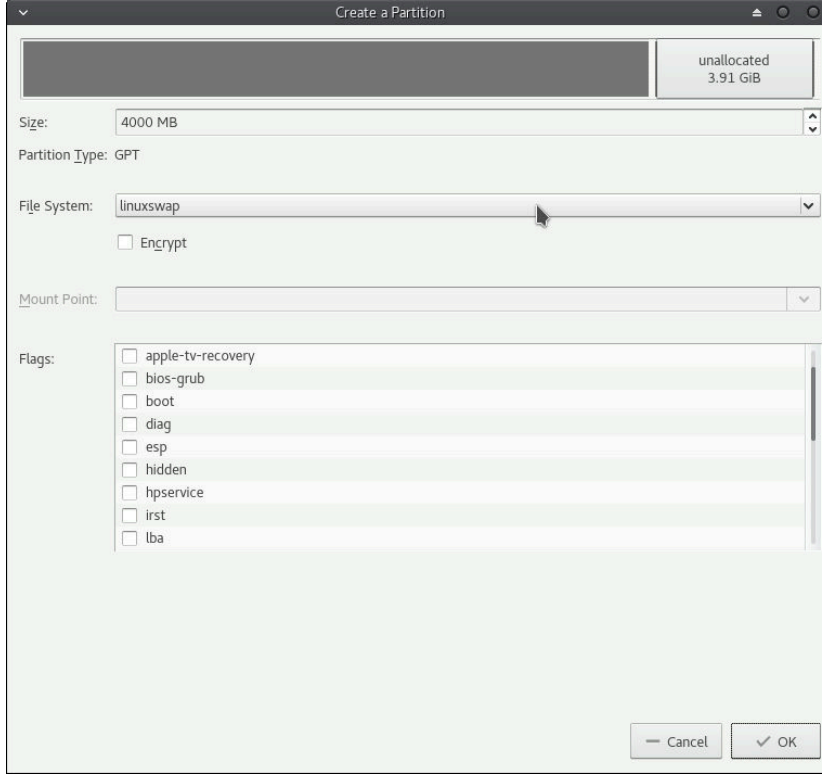 Create a Partition
unallocated
3.91 GiB
Size: 4000 MB
Partition Type: GPT
File System: linuxswap
Encrypt
Mount Point:
Flags:
apple-tv-recovery
bios-grub
boot
diag
esp
hidden
hpservice
irst
lba
Cancel
OK